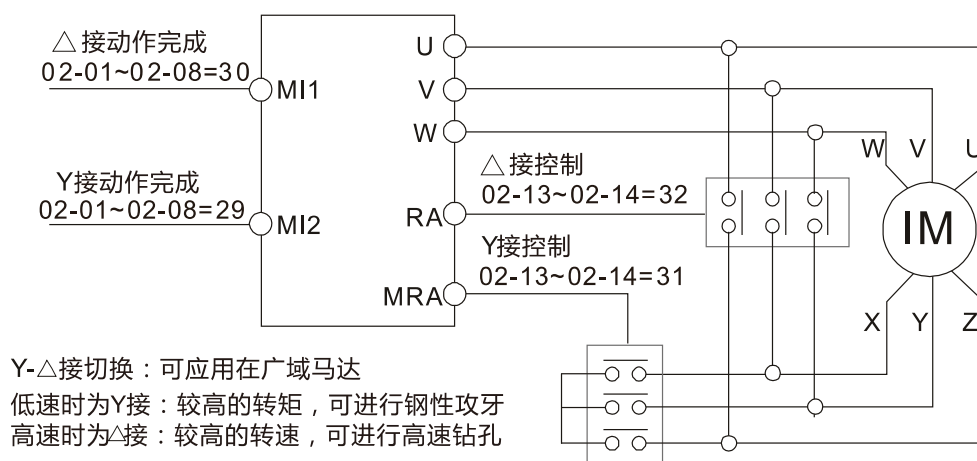 △接动作完成
02-01~02-08=30
MI1
Y接动作完成
02-01~02-08=29
MI2
U
V
W
RA
MRA
△接控制
02-13~02-14=32
Y接控制
02-13~02-14=31
W V U
IM
X Y Z
Y-△接切换：可应用在广域马达
低速时为Y接：较高的转矩，可进行钢性攻牙
高速时为△接：较高的转速，可进行高速钻孔